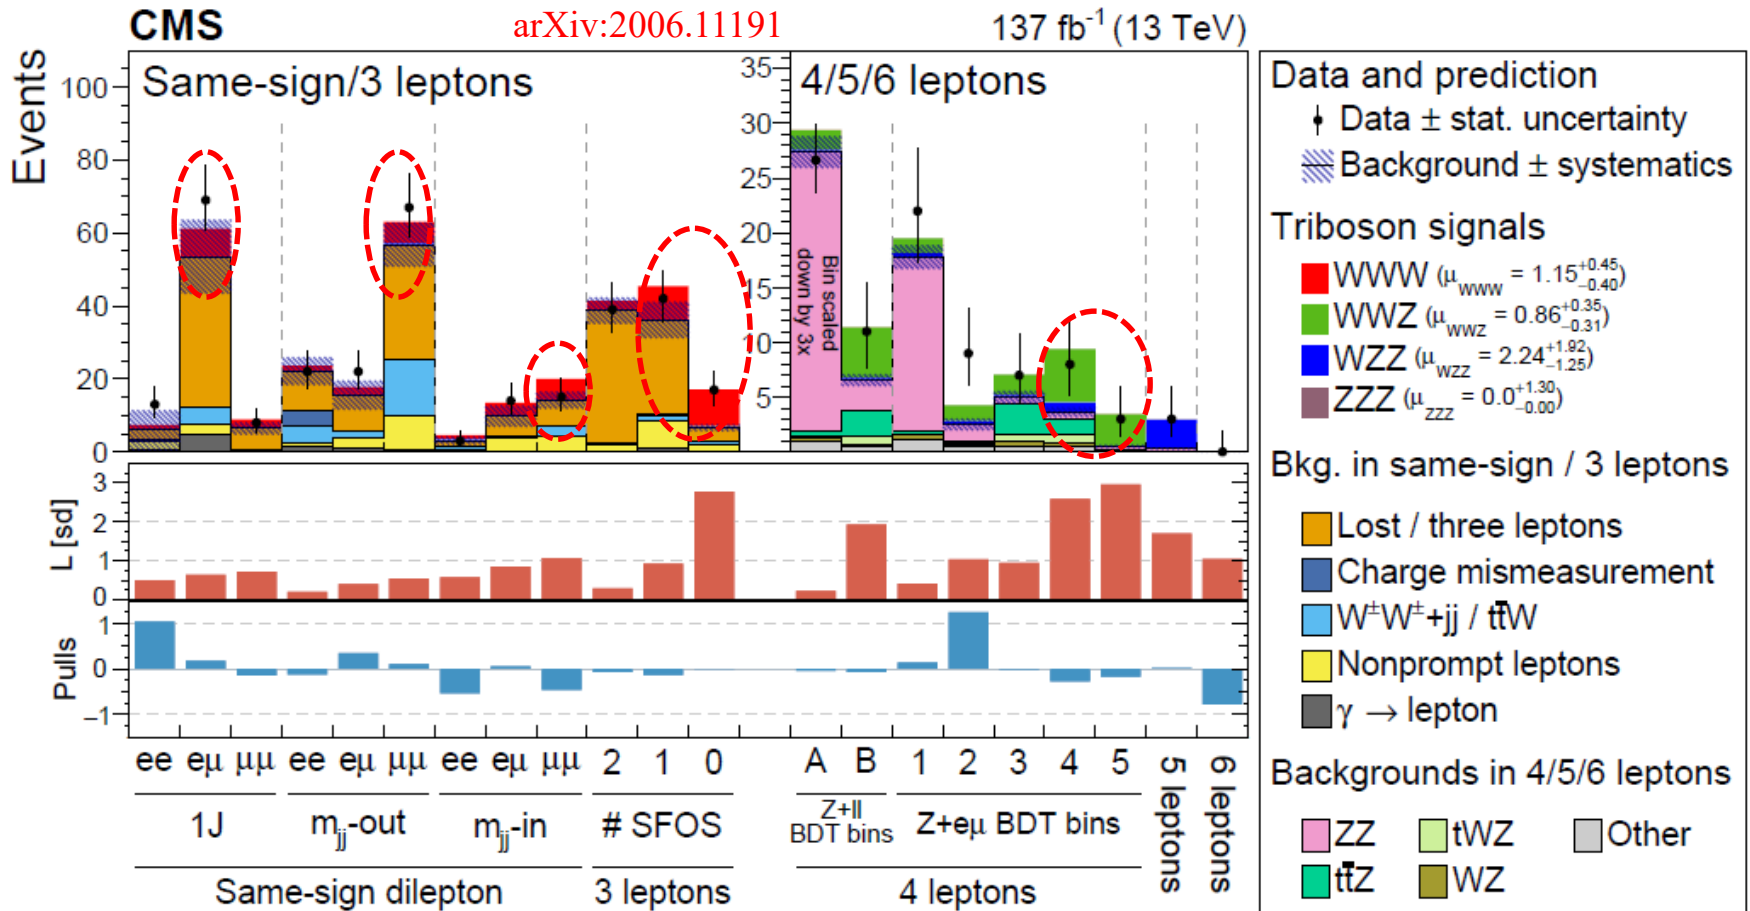 CMS
arXiv:2006.11191
137 fb⁻¹ (13 TeV)
Events
Same-sign/3 leptons
4/5/6 leptons
100
80
60
40
20
0
35
30
25
20
15
10
5
Bin scaled
down by 3x
L [sd]
3
2
1
0
Pulls
1
0
−1
ee eμ μμ ee eμ μμ ee eμ μμ 2 1 0 A B 1 2 3 4 5 5 leptons 6 leptons
1J
m_jj-out
m_jj-in
# SFOS
Z+ll
BDT bins
Z+eμ BDT bins
Same-sign dilepton
3 leptons
4 leptons
Data and prediction
Data ± stat. uncertainty
Background ± systematics
Triboson signals
WWW (μ_WWW = 1.15 +0.45 −0.40)
WWZ (μ_WWZ = 0.86 +0.35 −0.31)
WZZ (μ_WZZ = 2.24 +1.92 −1.25)
ZZZ (μ_ZZZ = 0.0 +1.30 −0.00)
Bkg. in same-sign / 3 leptons
Lost / three leptons
Charge mismeasurement
W±W±+jj / tt̄W
Nonprompt leptons
γ → lepton
Backgrounds in 4/5/6 leptons
ZZ tWZ Other
tt̄Z WZ